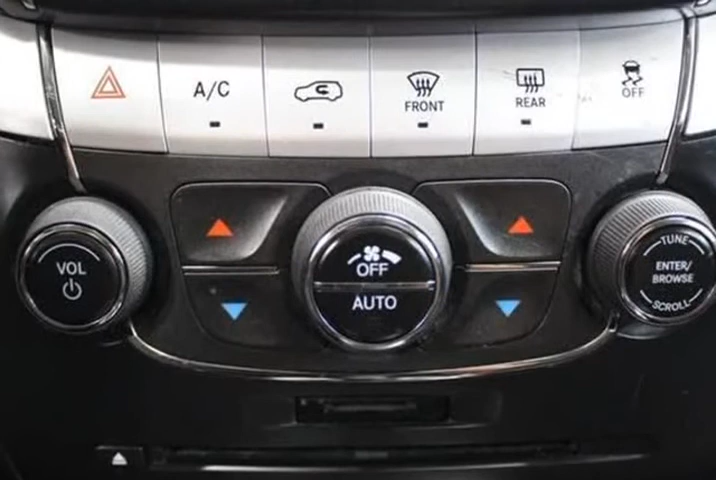 A/C
FRONT
REAR
OFF
VOL
OFF
AUTO
TUNE
ENTER/
BROWSE
SCROLL